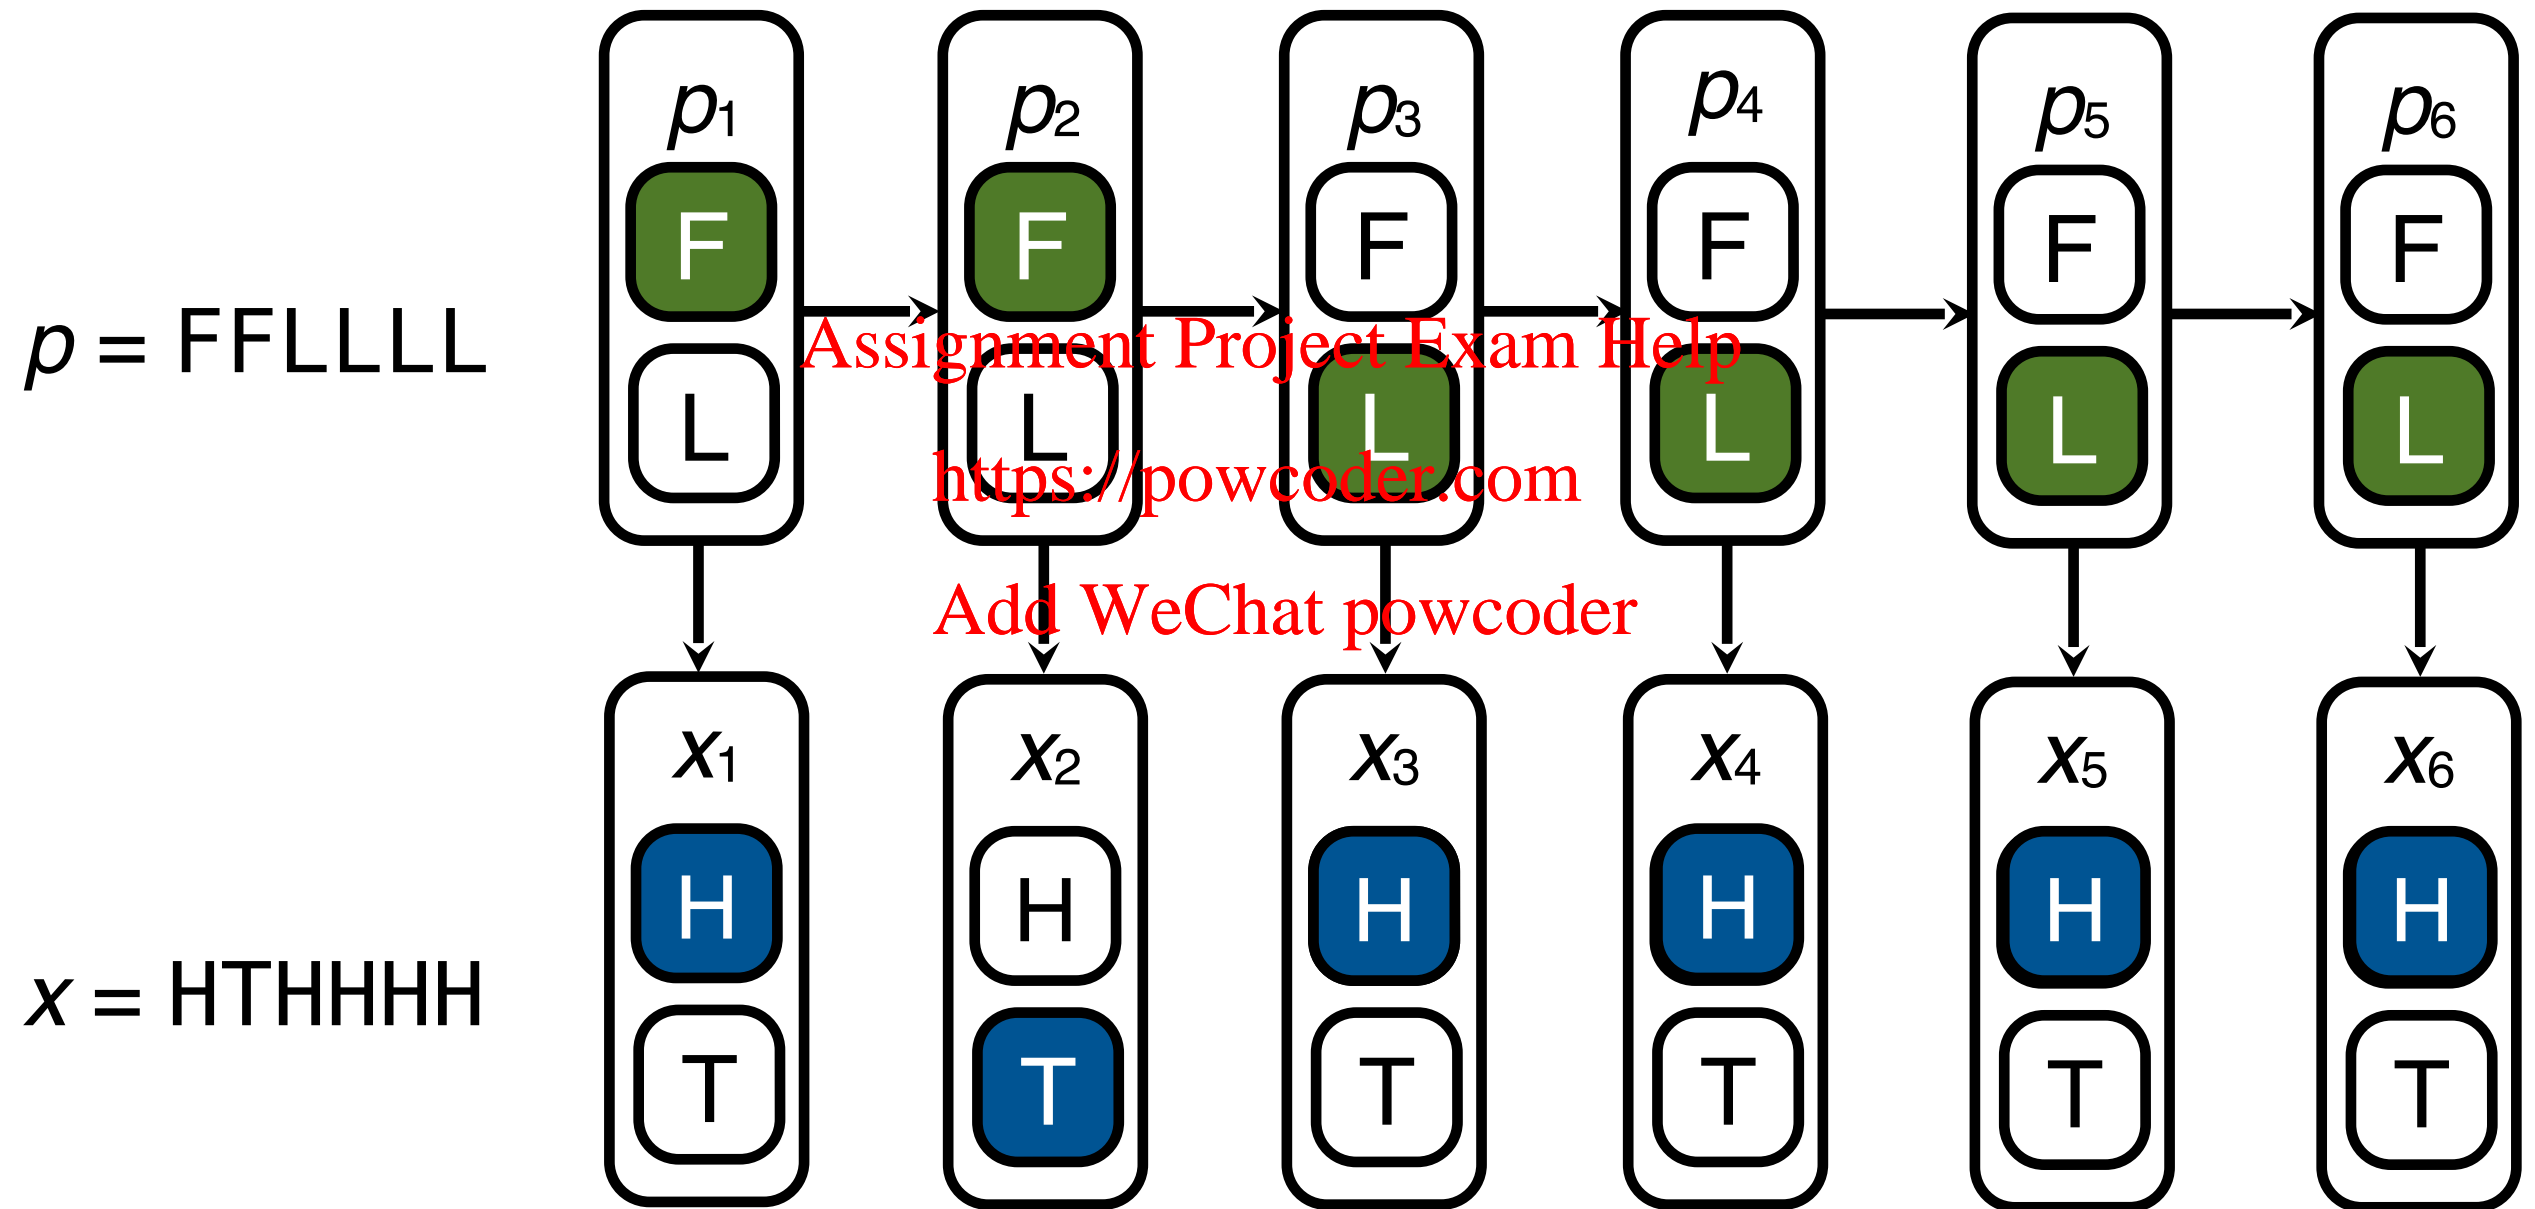 p1 p2 p3 p4 p5 p6
F F F F F F
p = FFLLLL
Assignment Project Exam Help
L L L L L L
https://powcoder.com
Add WeChat powcoder
x1 x2 x3 x4 x5 x6
H H H H H H
x = HTHHHH
T T T T T T